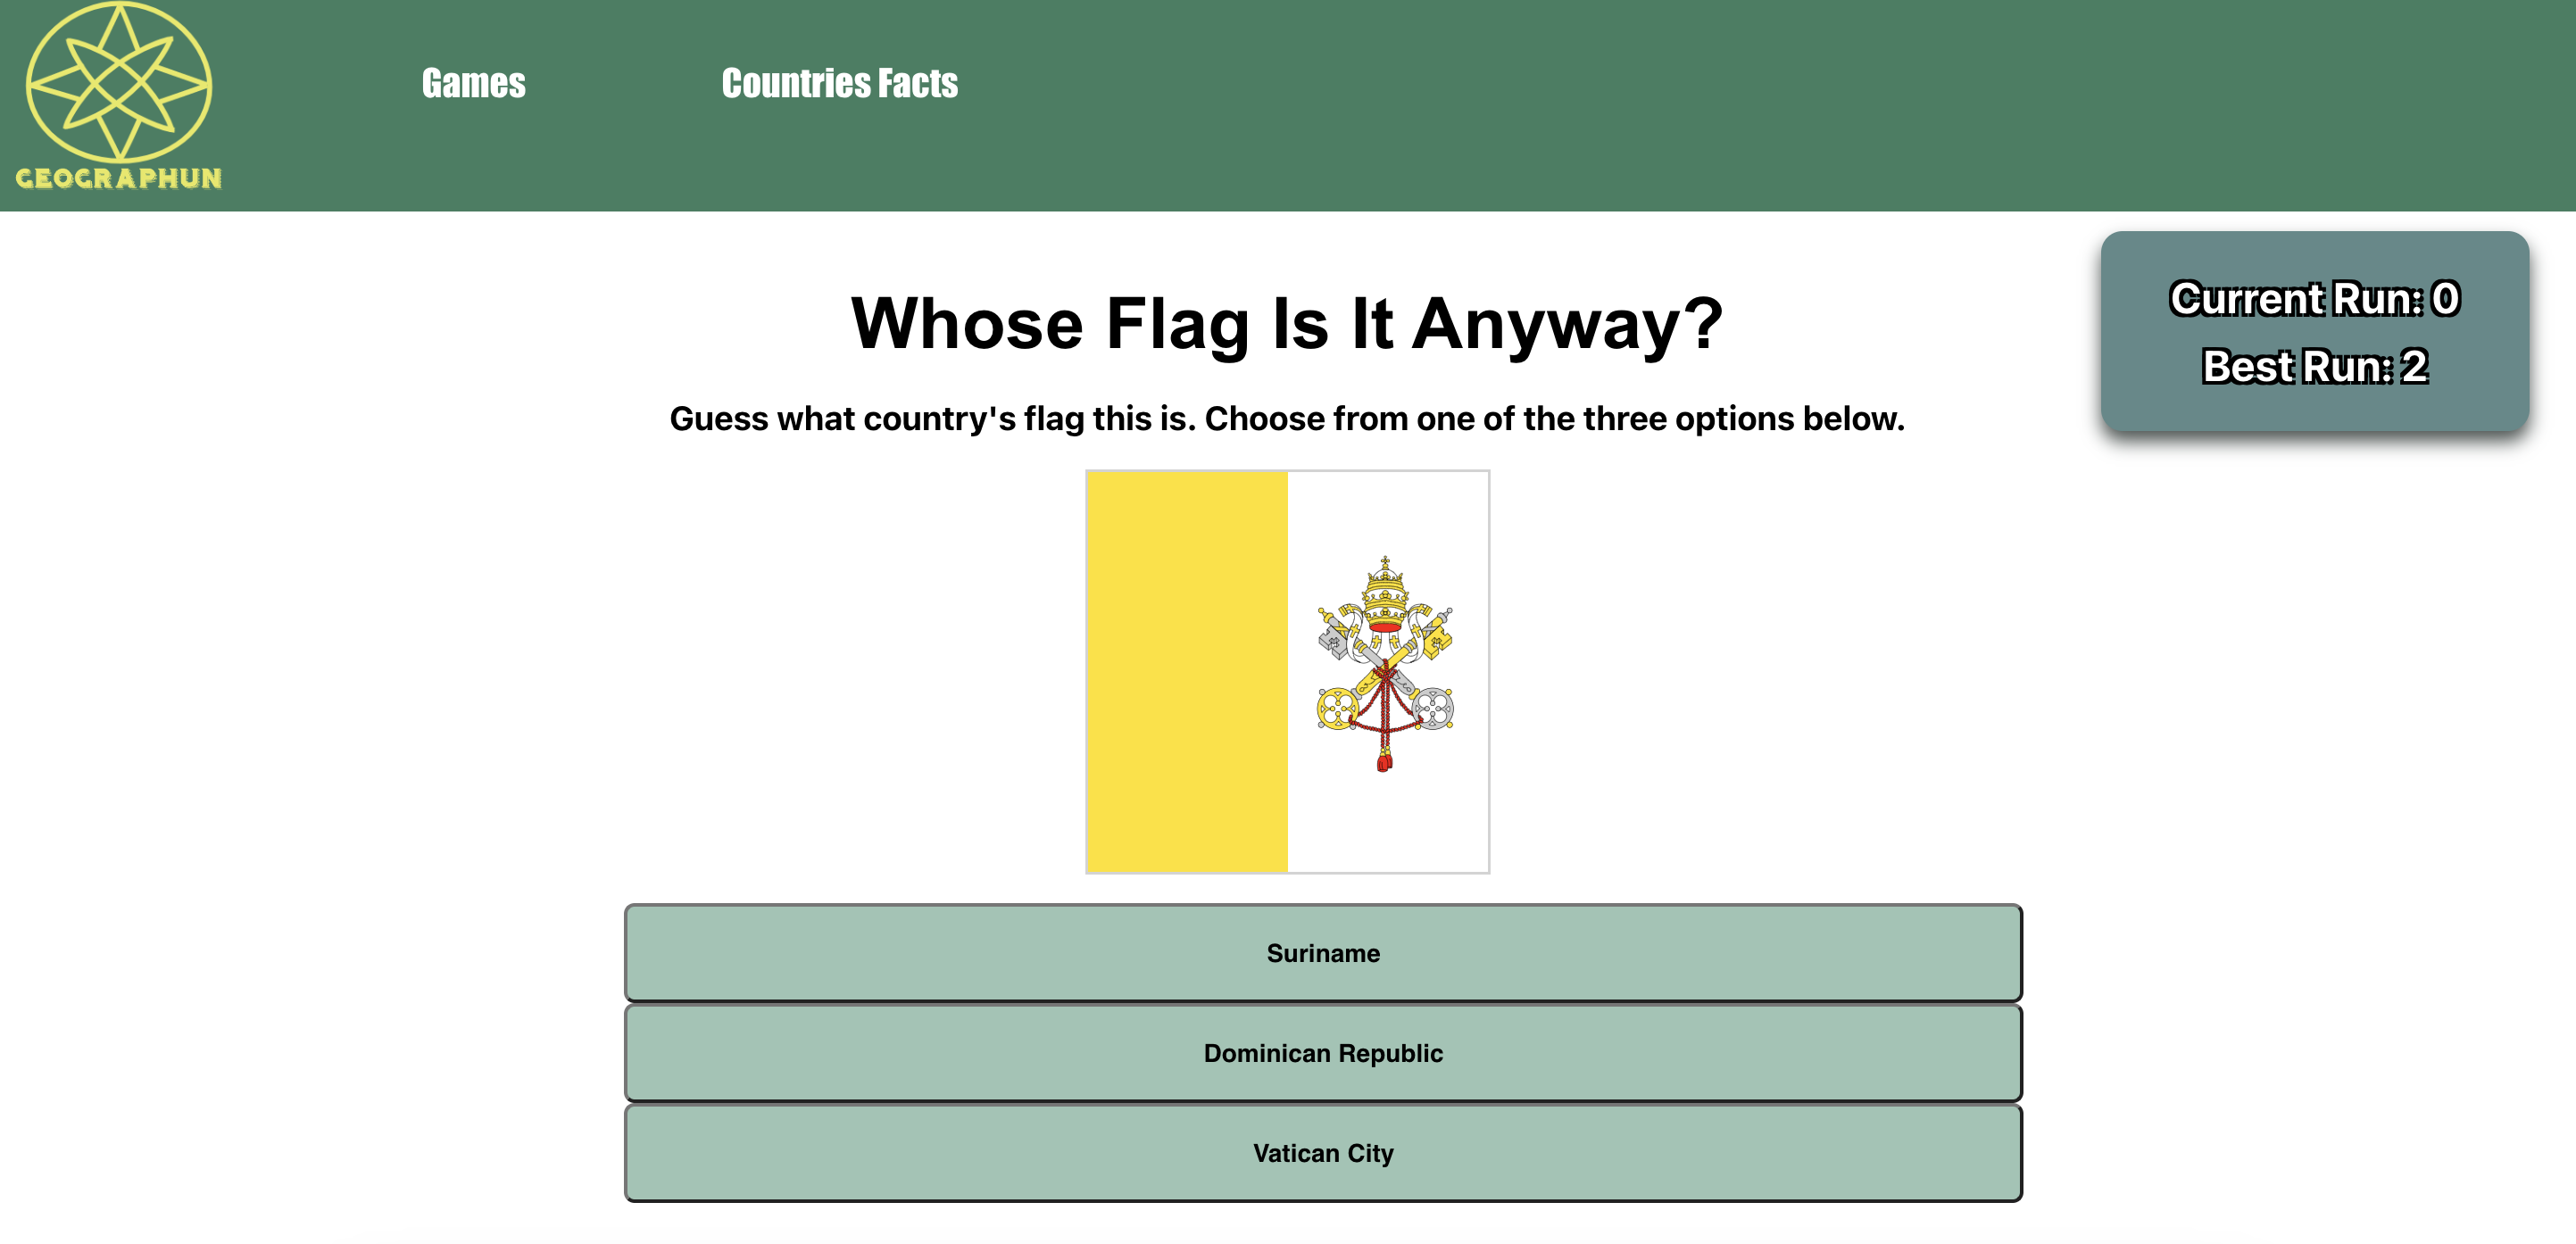 GEOGRAPHUN
Games
Countries Facts
Current Run: 0
Best Run: 2
Whose Flag Is It Anyway?
Guess what country's flag this is. Choose from one of the three options below.
Suriname
Dominican Republic
Vatican City